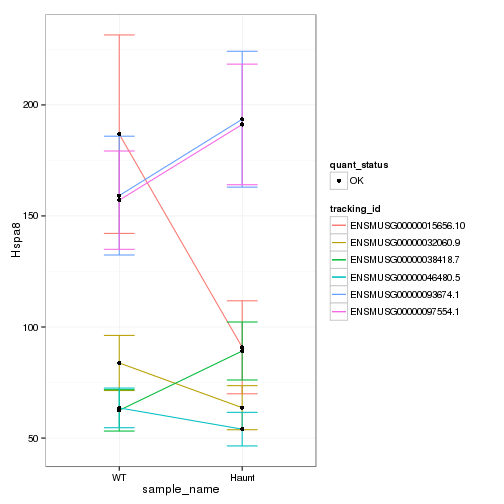 Hspa8
200
150
100
50
WT
Haunt
sample_name
quant_status
OK
tracking_id
ENSMUSG00000015656.10
ENSMUSG00000032060.9
ENSMUSG00000038418.7
ENSMUSG00000046480.5
ENSMUSG00000093674.1
ENSMUSG00000097554.1